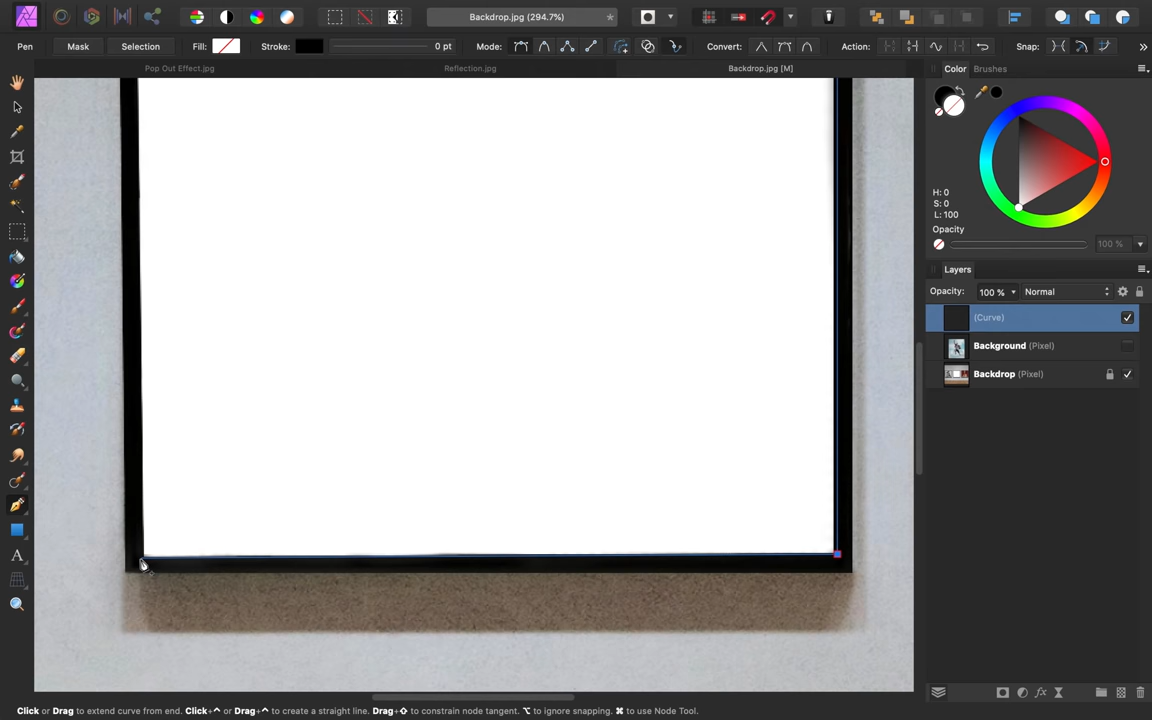 Backdrop.jpg (294.7%)
Pen
Mask
Selection
Fill:
Stroke:
0 pt
Mode:
Convert:
Action:
Snap:
Pop Out Effect.jpg
Reflection.jpg
Backdrop.jpg [M]
Color
Brushes
H: 0
S: 0
L: 100
Opacity
100 %
Layers
Opacity:
100 %
Normal
(Curve)
Background (Pixel)
Backdrop (Pixel)
Click or Drag to extend curve from end. Click+⌃ or Drag+⌃ to create a straight line. Drag+⇧ to constrain node tangent. ⌥ to ignore snapping. ⌘ to use Node Tool.